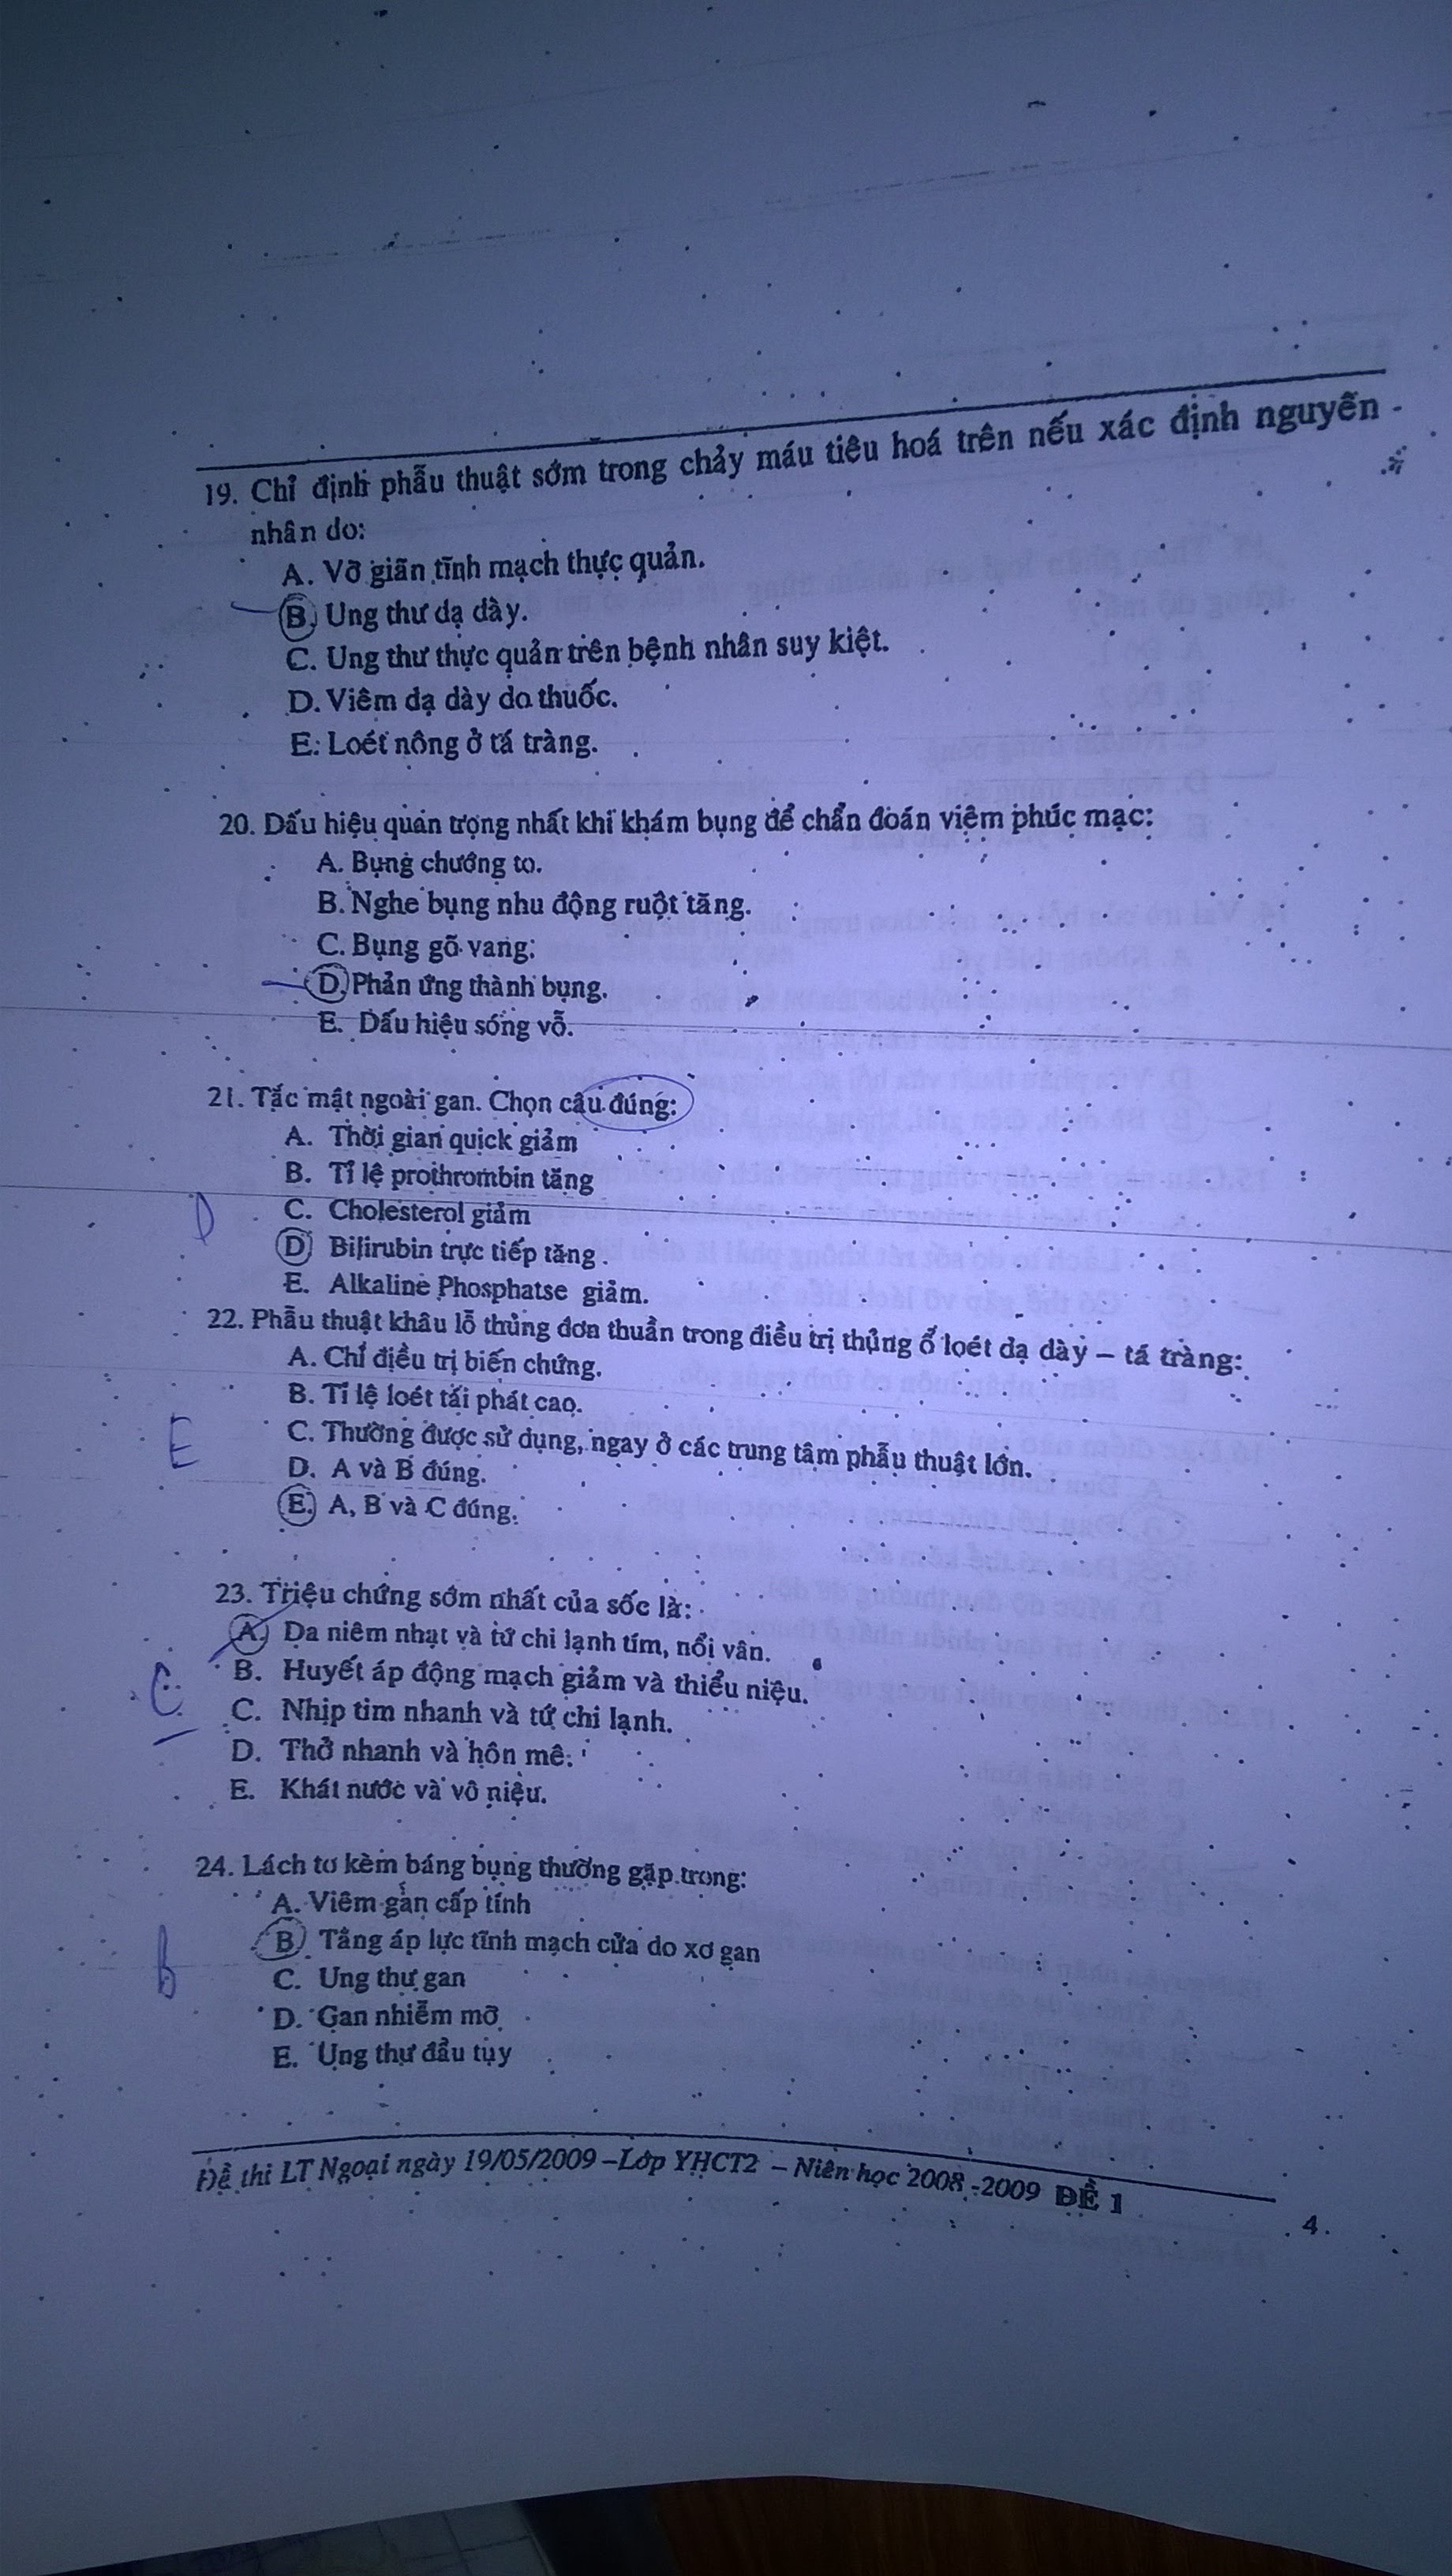 19. Chỉ định phẫu thuật sớm trong chảy máu tiêu hoá trên nếu xác định nguyên
nhân do:
A. Vỡ giãn tĩnh mạch thực quản.
B. Ung thư dạ dày.
C. Ung thư thực quản trên bệnh nhân suy kiệt.
D. Viêm dạ dày do thuốc.
E. Loét nông ở tá tràng.
20. Dấu hiệu quan trọng nhất khi khám bụng để chẩn đoán viêm phúc mạc:
A. Bụng chướng to.
B. Nghe bụng nhu động ruột tăng.
C. Bụng gõ vang.
D. Phản ứng thành bụng.
E. Dấu hiệu sóng vỗ.
21. Tắc mật ngoài gan. Chọn câu đúng:
A. Thời gian quick giảm
B. Tỉ lệ prothrombin tăng
C. Cholesterol giảm
D
D Bilirubin trực tiếp tăng.
E. Alkaline Phosphatse giảm.
22. Phẫu thuật khâu lỗ thủng đơn thuần trong điều trị thủng ổ loét dạ dày – tá tràng:
A. Chỉ điều trị biến chứng.
B. Tỉ lệ loét tái phát cao.
E
C. Thường được sử dụng, ngay ở các trung tâm phẫu thuật lớn.
D. A và B đúng.
E. A, B và C đúng.
23. Triệu chứng sớm nhất của sốc là:
A. Da niêm nhạt và tứ chi lạnh tím, nổi vân.
B. Huyết áp động mạch giảm và thiểu niệu.
C
C. Nhịp tim nhanh và tứ chi lạnh.
D. Thở nhanh và hôn mê.
E. Khát nước và vô niệu.
24. Lách to kèm báng bụng thường gặp trong:
A. Viêm gan cấp tính
B Tăng áp lực tĩnh mạch cửa do xơ gan
b
C. Ung thư gan
D. Gan nhiễm mỡ
E. Ung thư đầu tụy
Đề thi LT Ngoại ngày 19/05/2009 –Lớp YHCT2 – Niên học 2008 -2009 ĐỀ 1
4